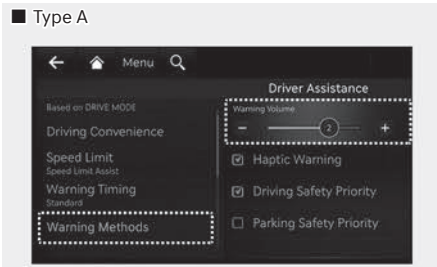 ■ Type A
← Menu
Driver Assistance
Based on DRIVE MODE
Driving Convenience
Speed Limit
Speed Limit Assist
Warning Timing
Standard
Warning Methods
Warning Volume
− 2 +
Haptic Warning
Driving Safety Priority
Parking Safety Priority